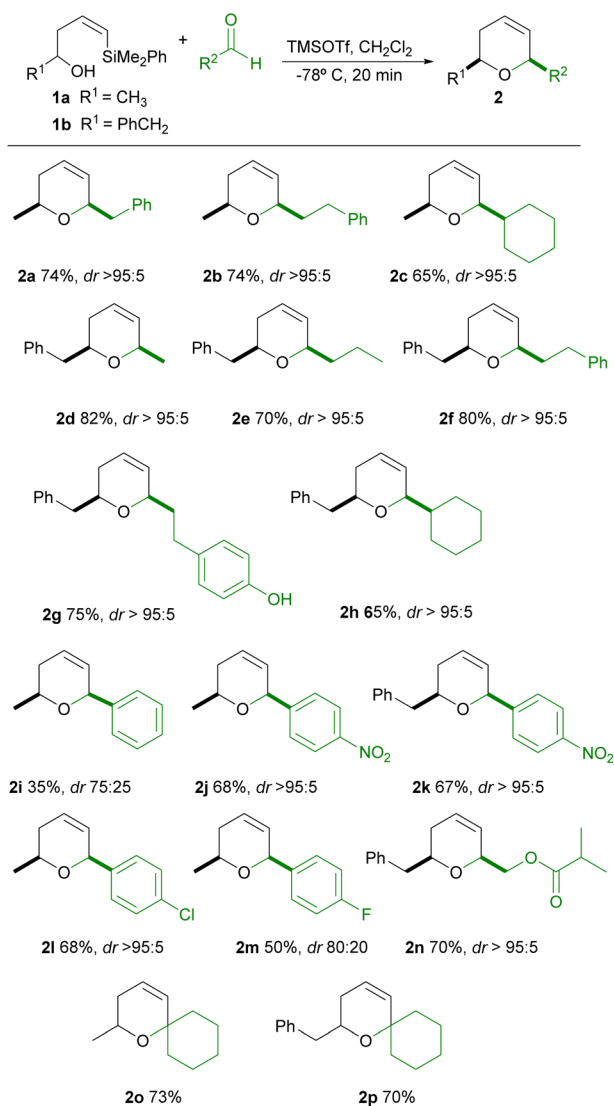 OH
SiMe2Ph
R1
+
O
R2
H
TMSOTf, CH2Cl2
-78º C, 20 min
R1
O
R2
1a R1 = CH3
2
1b R1 = PhCH2
O
Ph
O
Ph
O
2a 74%, dr >95:5
2b 74%, dr >95:5
2c 65%, dr >95:5
Ph
O
Ph
O
Ph
O
Ph
2d 82%, dr > 95:5
2e 70%, dr > 95:5
2f 80%, dr > 95:5
Ph
O
OH
Ph
O
2g 75%, dr > 95:5
2h 65%, dr > 95:5
O
O
NO2
Ph
O
NO2
2i 35%, dr 75:25
2j 68%, dr >95:5
2k 67%, dr > 95:5
O
Cl
O
F
Ph
O
O
O
2l 68%, dr >95:5
2m 50%, dr 80:20
2n 70%, dr > 95:5
O
Ph
O
2o 73%
2p 70%